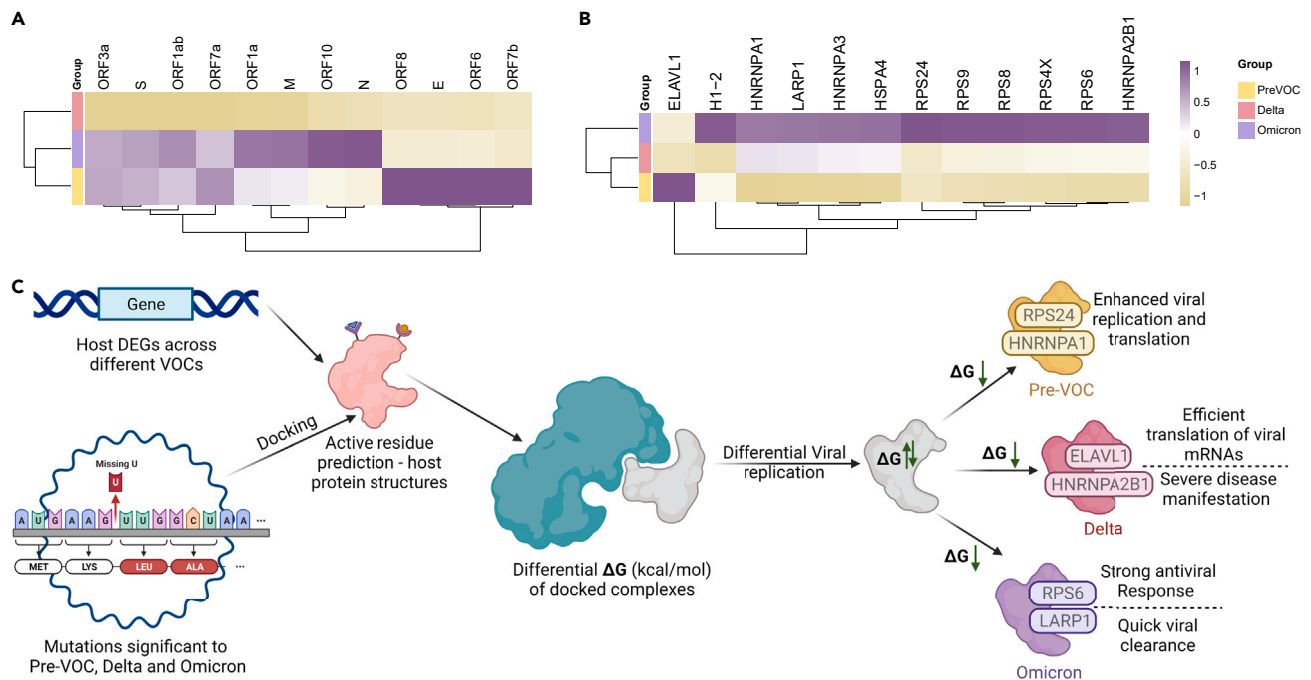 A
Group
ORF3a
S
ORF1ab
ORF7a
ORF1a
M
ORF10
N
ORF8
E
ORF6
ORF7b
B
Group
ELAVL1
H1-2
HNRNPA1
LARP1
HNRNPA3
HSPA4
RPS24
RPS9
RPS8
RPS4X
RPS6
HNRNPA2B1
1
0.5
0
-0.5
-1
Group
PreVOC
Delta
Omicron
C
Gene
Host DEGs across
different VOCs
Missing U
U
A U G A A G U U G G C U A A ...
MET LYS LEU ALA ...
Mutations significant to
Pre-VOC, Delta and Omicron
Docking
Active residue
prediction - host
protein structures
Differential ΔG (kcal/mol)
of docked complexes
Differential Viral
replication
ΔG
ΔG
RPS24
HNRNPA1
Pre-VOC
Enhanced viral
replication and
translation
ΔG
ELAVL1
HNRNPA2B1
Delta
Efficient
translation of viral
mRNAs
Severe disease
manifestation
ΔG
RPS6
LARP1
Omicron
Strong antiviral
Response
Quick viral
clearance